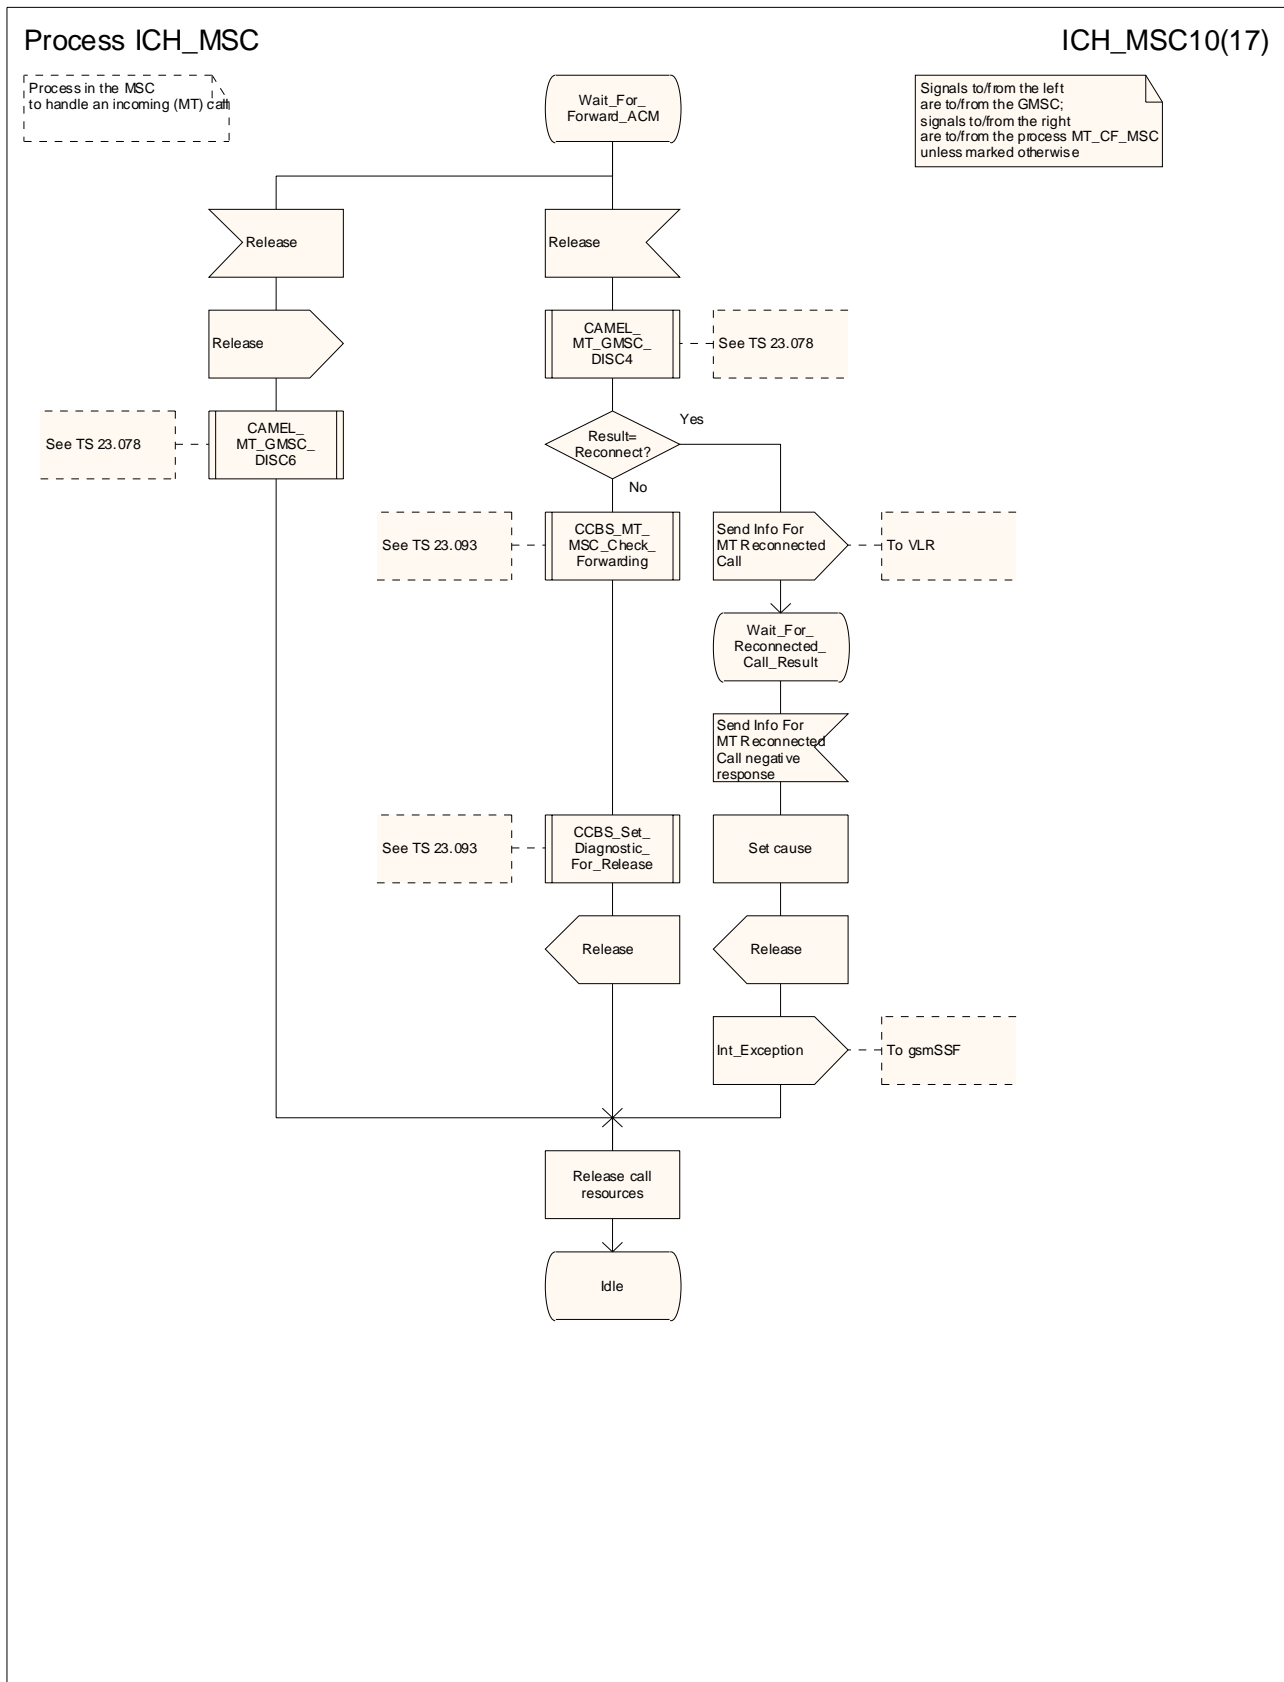 Process ICH_MSC
ICH_MSC10(17)
Process in the MSC
to handle an incoming (MT) call
Wait_For_
Forward_ACM
Signals to/from the left
are to/from the GMSC;
signals to/from the right
are to/from the process MT_CF_MSC
unless marked otherwise
Release
Release
Release
CAMEL_
MT_GMSC_
DISC4
See TS 23.078
See TS 23.078
CAMEL_
MT_GMSC_
DISC6
Result=
Reconnect?
Yes
No
See TS 23.093
CCBS_MT_
MSC_Check_
Forwarding
Send Info For
MT Reconnected
Call
To VLR
Wait_For_
Reconnected_
Call_Result
Send Info For
MT Reconnected
Call negative
response
See TS 23.093
CCBS_Set_
Diagnostic_
For_Release
Set cause
Release
Release
Int_Exception
To gsmSSF
Release call
resources
Idle